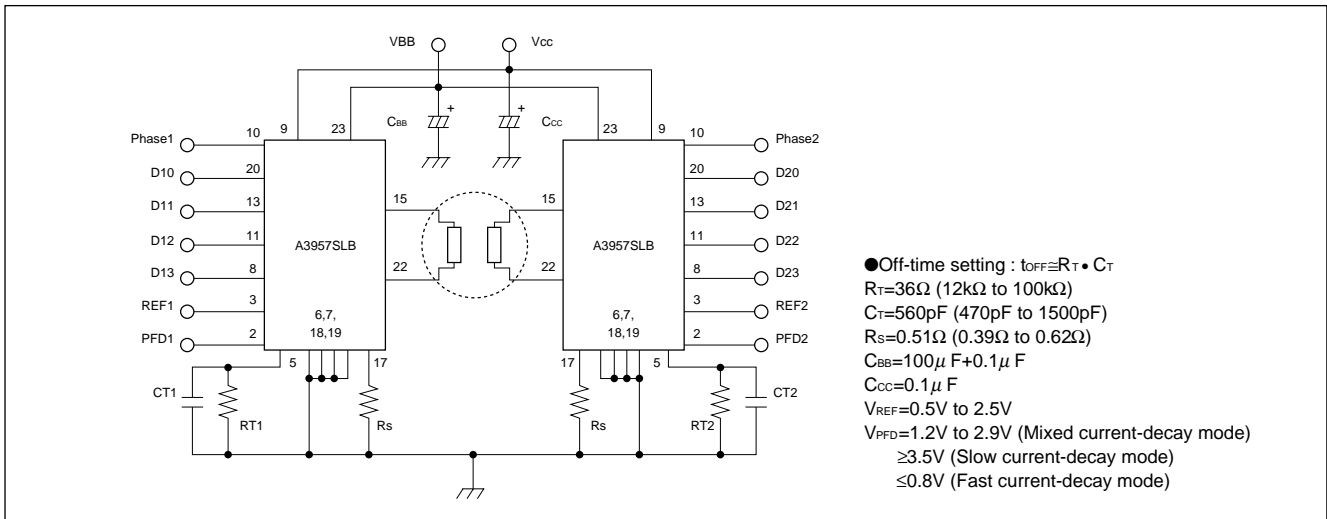 VBB Vcc
9 23 CBB + + CCC 23 9
Phase1 10 10 Phase2
D10 20 20 D20
D11 13 15 15 13 D21
D12 11 A3957SLB A3957SLB 11 D22
D13 8 22 22 8 D23
REF1 3 3 REF2
PFD1 2 2 PFD2
6,7, 6,7,
18,19 18,19
5 17 17 5
CT1 RT1 Rs Rs RT2 CT2
●Off-time setting : tOFF≅RT•CT
RT=36Ω (12kΩ to 100kΩ)
CT=560pF (470pF to 1500pF)
RS=0.51Ω (0.39Ω to 0.62Ω)
CBB=100μF+0.1μF
CCC=0.1μF
VREF=0.5V to 2.5V
VPFD=1.2V to 2.9V (Mixed current-decay mode)
≥3.5V (Slow current-decay mode)
≤0.8V (Fast current-decay mode)